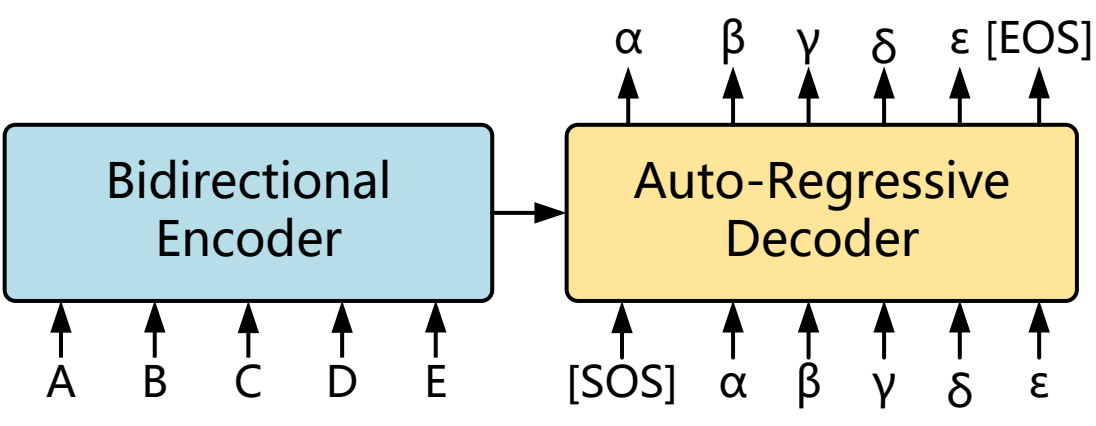 α β γ δ ε [EOS]
Bidirectional
Encoder
Auto-Regressive
Decoder
A B C D E
[SOS] α β γ δ ε